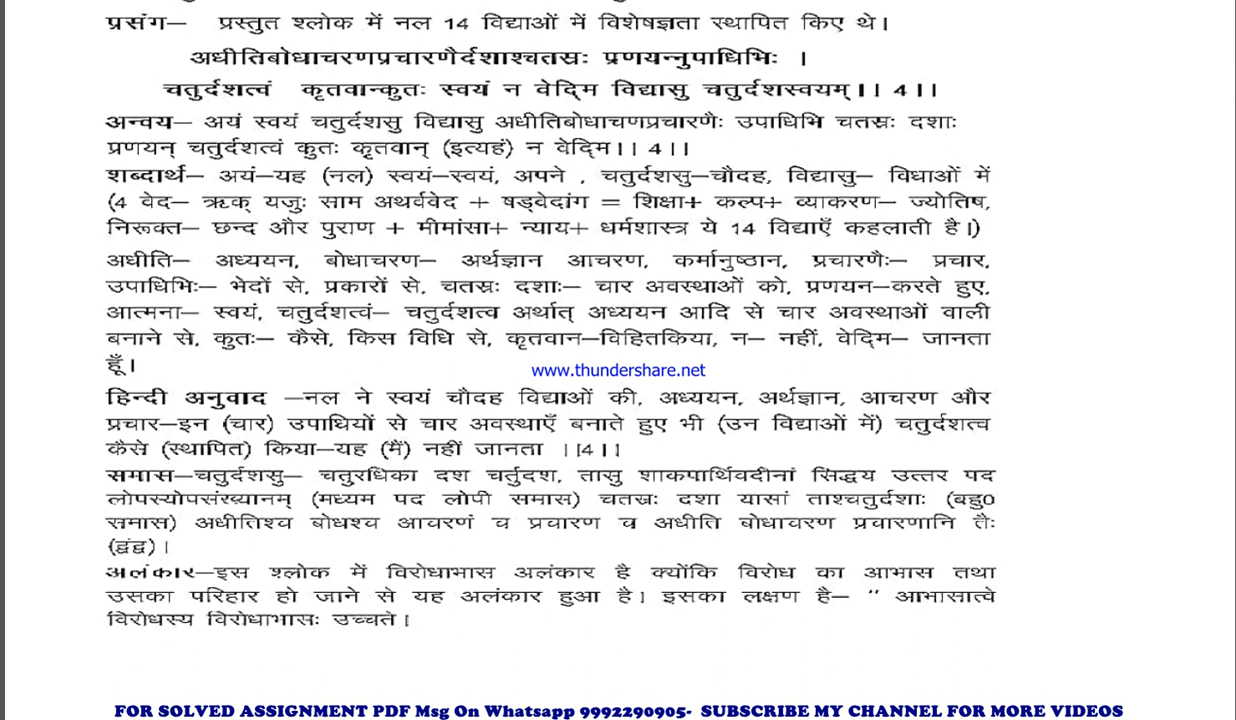 प्रसंग– प्रस्तुत श्लोक में नल 14 विद्याओं में विशेषज्ञता स्थापित किए थे।
अधीतिबोधाचरणप्रचारणैर्दशाश्चतस्रः प्रणयन्नुपाधिभिः ।
चतुर्दशत्वं कृतवान्कुतः स्वयं न वेद्मि विद्यासु चतुर्दशस्वयम्।। 4।।
अन्वय– अयं स्वयं चतुर्दशसु विद्यासु अधीतिबोधाचणप्रचारणैः उपाधिभि चतस्रः दशाः
प्रणयन् चतुर्दशत्वं कुतः कृतवान् (इत्यहं) न वेद्मि।। 4।।
शब्दार्थ– अयं–यह (नल) स्वयं–स्वयं, अपने , चतुर्दशसु–चौदह, विद्यासु– विधाओं में
(4 वेद– ऋक् यजुः साम अथर्ववेद + षड्वेदांग = शिक्षा+ कल्प+ व्याकरण– ज्योतिष,
निरूक्त– छन्द और पुराण + मीमांसा+ न्याय+ धर्मशास्त्र ये 14 विद्याएँ कहलाती है।)
अधीति– अध्ययन, बोधाचरण– अर्थज्ञान आचरण, कर्मानुष्ठान, प्रचारणैः– प्रचार,
उपाधिभिः– भेदों से, प्रकारों से, चतस्रः दशाः– चार अवस्थाओं को, प्रणयन–करते हुए,
आत्मना– स्वयं, चतुर्दशत्वं– चतुर्दशत्व अर्थात् अध्ययन आदि से चार अवस्थाओं वाली
बनाने से, कुतः– कैसे, किस विधि से, कृतवान–विहितकिया, न– नहीं, वेद्मि– जानता
हूँ।
www.thundershare.net
हिन्दी अनुवाद –नल ने स्वयं चौदह विद्याओं की, अध्ययन, अर्थज्ञान, आचरण और
प्रचार–इन (चार) उपाधियों से चार अवस्थाएँ बनाते हुए भी (उन विद्याओं में) चतुर्दशत्व
कैसे (स्थापित) किया–यह (मैं) नहीं जानता ।।4।।
समास–चतुर्दशसु– चतुरधिका दश चर्तुदश, तासु शाकपार्थिवदीनां सिद्धय उत्तर पद
लोपस्योपसंख्यानम् (मध्यम पद लोपी समास) चतस्रः दशा यासां ताश्चतुर्दशाः (बहु0
समास) अधीतिश्य बोधश्य आचरणं च प्रचारण च अधीति बोधाचरण प्रचारणानि तैः
(द्वंद्व)।
अलंकार–इस श्लोक में विरोधाभास अलंकार है क्योंकि विरोध का आभास तथा
उसका परिहार हो जाने से यह अलंकार हुआ है। इसका लक्षण है– " आभासात्वे
विरोधस्य विरोधाभासः उच्चते।
FOR SOLVED ASSIGNMENT PDF Msg On Whatsapp 9992290905- SUBSCRIBE MY CHANNEL FOR MORE VIDEOS